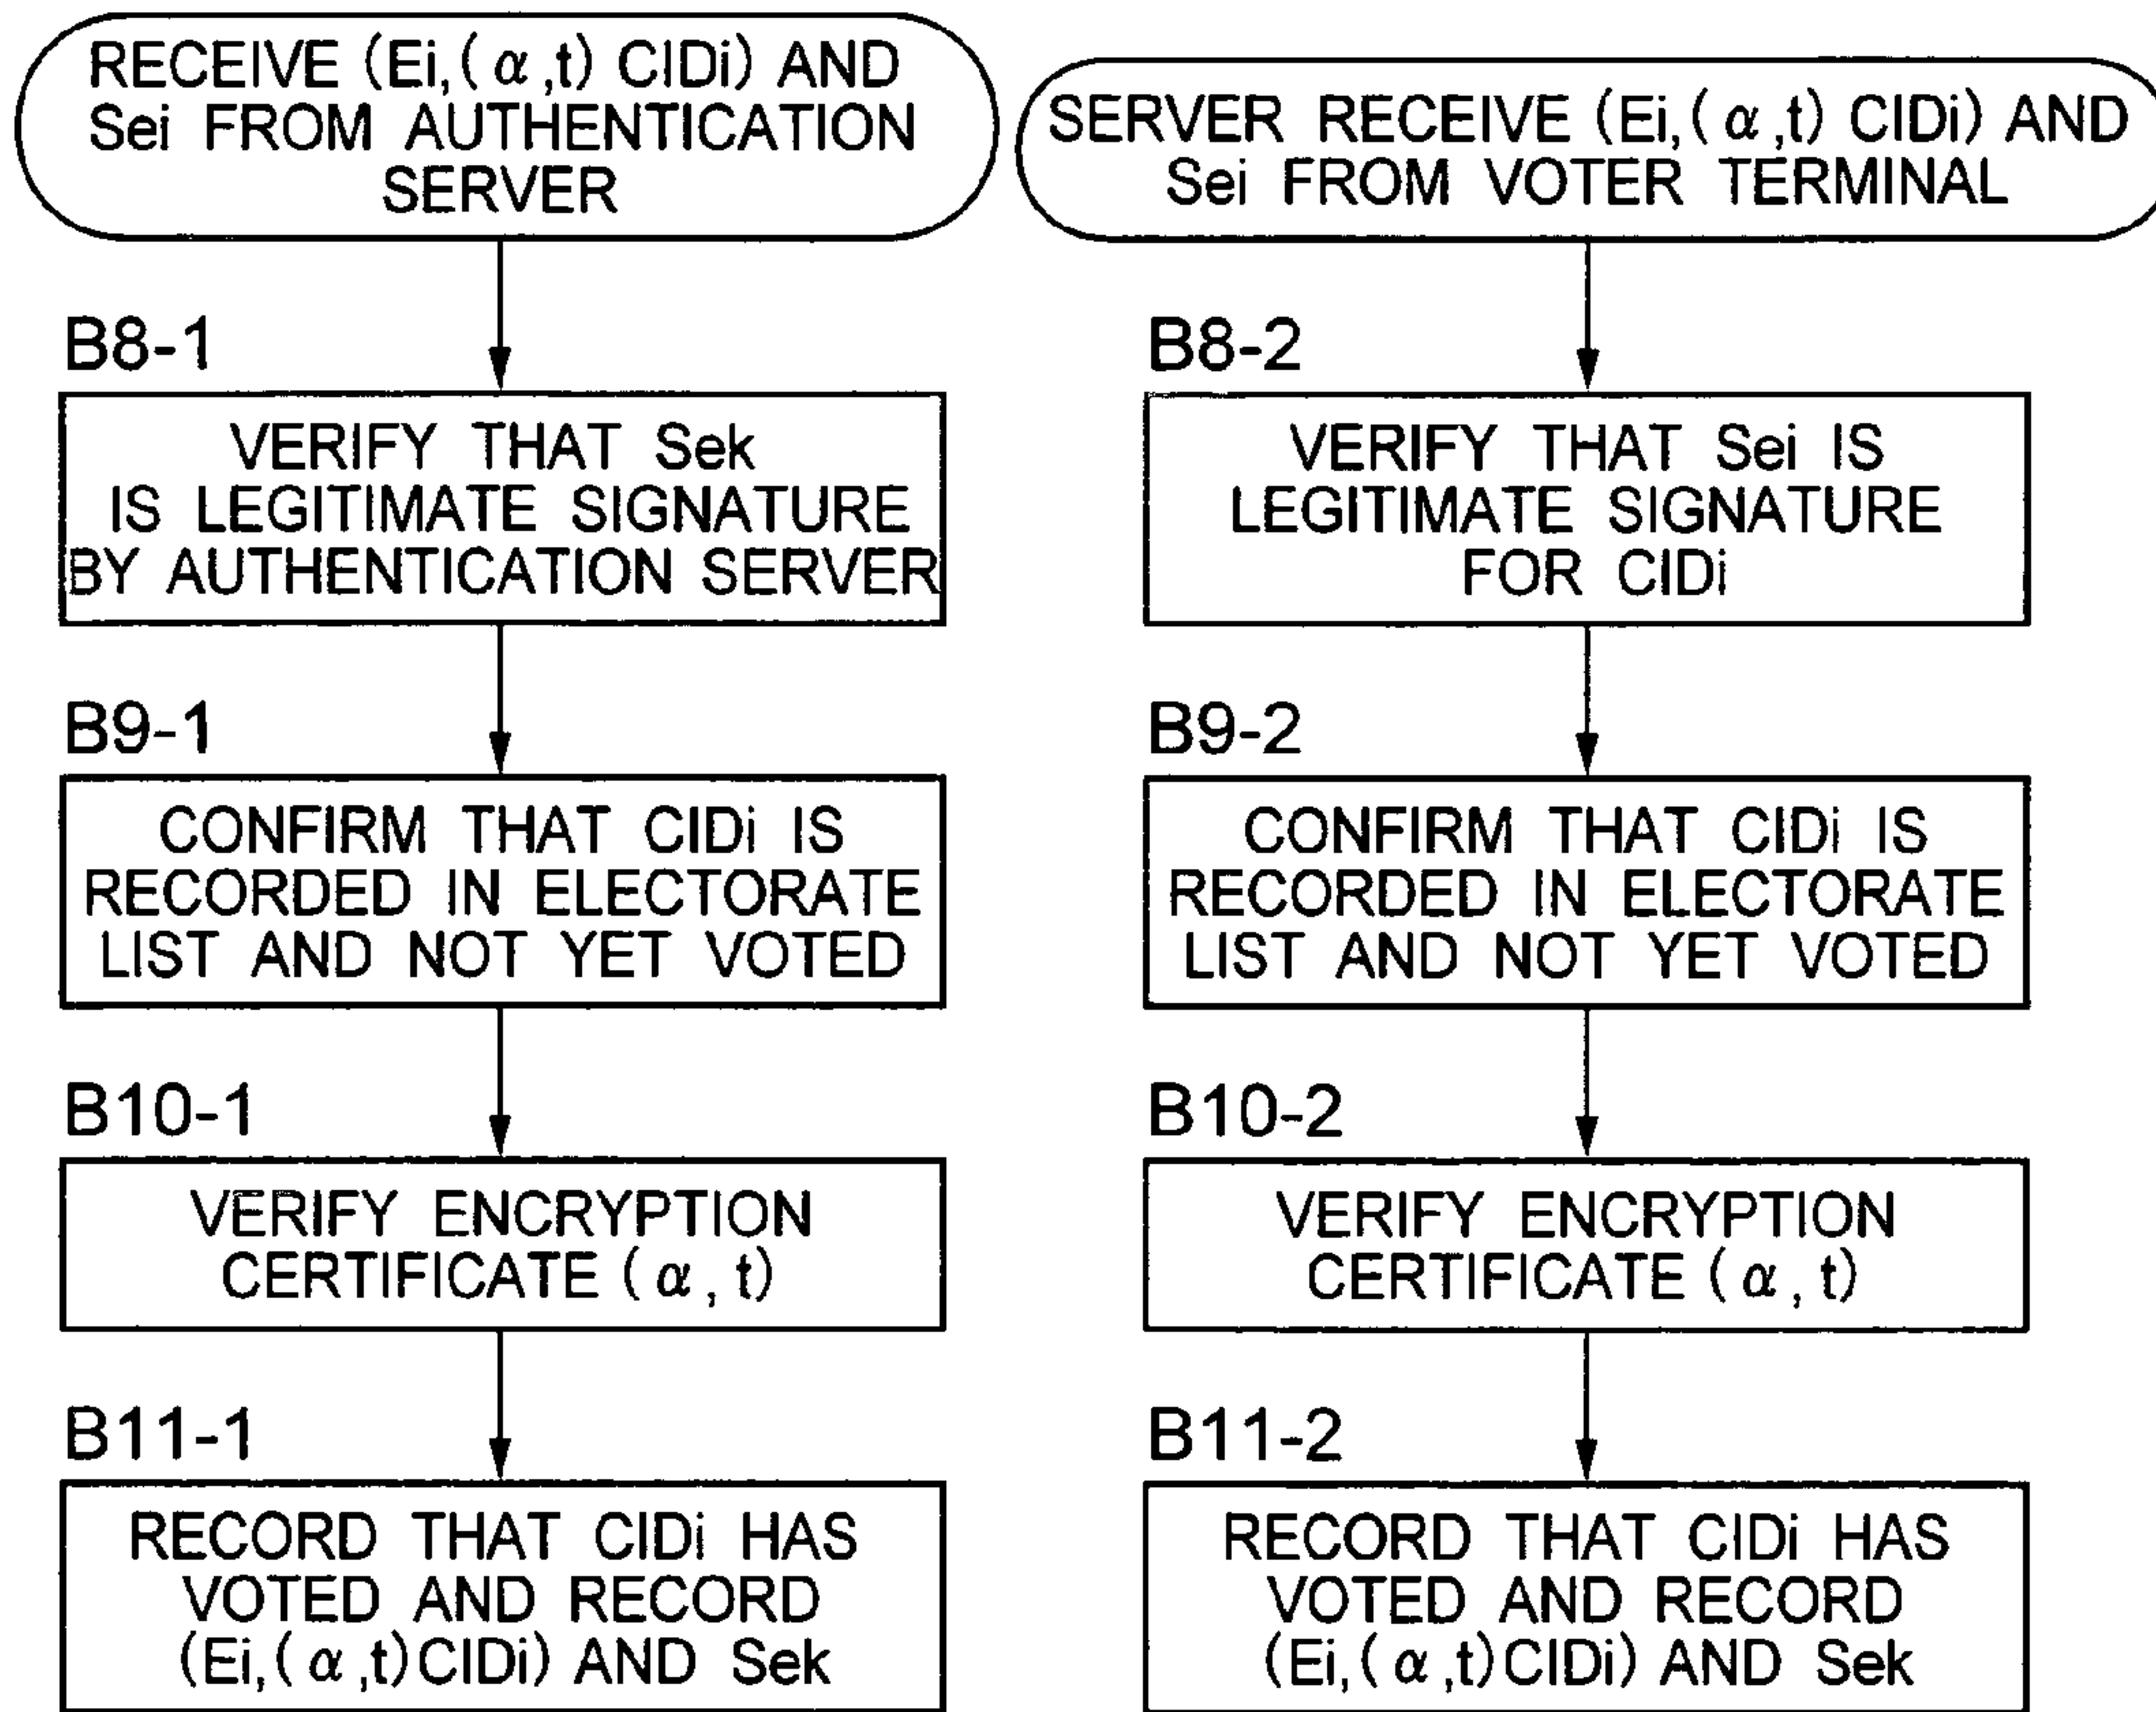 RECEIVE (Ei,(α,t) CIDi) AND
Sei FROM AUTHENTICATION
SERVER
B8-1
VERIFY THAT Sek
IS LEGITIMATE SIGNATURE
BY AUTHENTICATION SERVER
B9-1
CONFIRM THAT CIDi IS
RECORDED IN ELECTORATE
LIST AND NOT YET VOTED
B10-1
VERIFY ENCRYPTION
CERTIFICATE (α, t)
B11-1
RECORD THAT CIDi HAS
VOTED AND RECORD
(Ei,(α,t)CIDi) AND Sek
SERVER RECEIVE (Ei,(α,t) CIDi) AND
Sei FROM VOTER TERMINAL
B8-2
VERIFY THAT Sei IS
LEGITIMATE SIGNATURE
FOR CIDi
B9-2
CONFIRM THAT CIDi IS
RECORDED IN ELECTORATE
LIST AND NOT YET VOTED
B10-2
VERIFY ENCRYPTION
CERTIFICATE (α, t)
B11-2
RECORD THAT CIDi HAS
VOTED AND RECORD
(Ei,(α,t)CIDi) AND Sek